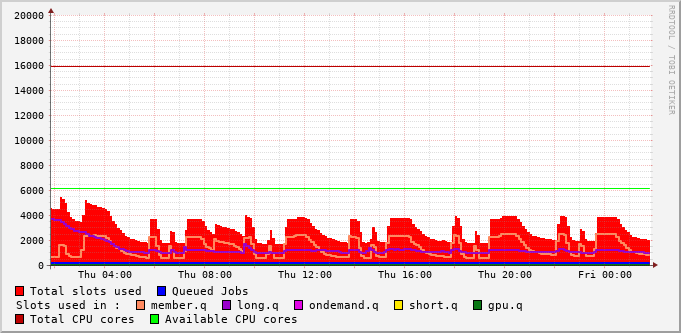 20000
18000
16000
14000
12000
10000
8000
6000
4000
2000
0
Thu 04:00 Thu 08:00 Thu 12:00 Thu 16:00 Thu 20:00 Fri 00:00
RRDTOOL / TOBI OETIKER
Total slots used Queued Jobs
Slots used in : member.q long.q ondemand.q short.q gpu.q
Total CPU cores Available CPU cores